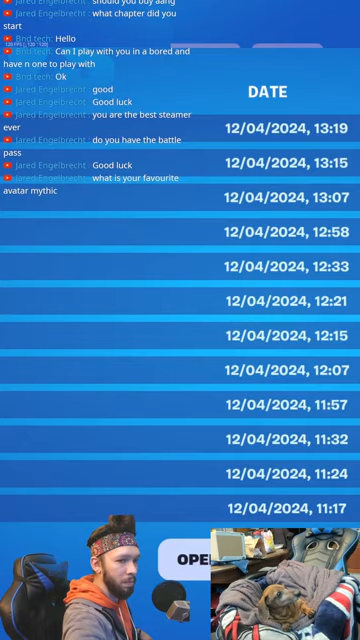 Jared Engelbrecht: should you buy aang
Jared Engelbrecht: what chapter did you
start
Bnd.tech: Hello
Bnd.tech: Can I play with you in a bored and
have n one to play with
Bnd.tech: Ok
Jared Engelbrecht: good
Jared Engelbrecht: Good luck
DATE
Jared Engelbrecht: you are the best steamer
ever
12/04/2024, 13:19
Jared Engelbrecht: do you have the battle
pass
12/04/2024, 13:15
Jared Engelbrecht: Good luck
Jared Engelbrecht: what is your favourite
avatar mythic
12/04/2024, 13:07
12/04/2024, 12:58
12/04/2024, 12:33
12/04/2024, 12:21
12/04/2024, 12:15
12/04/2024, 12:07
12/04/2024, 11:57
12/04/2024, 11:32
12/04/2024, 11:24
12/04/2024, 11:17
OPE